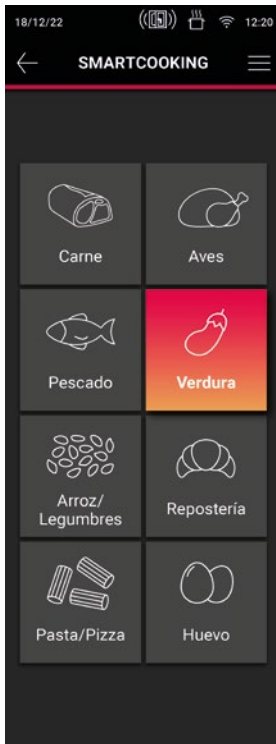 18/12/22 12:20
SMARTCOOKING
Carne Aves
Pescado Verdura
Arroz/
Legumbres Repostería
Pasta/Pizza Huevo